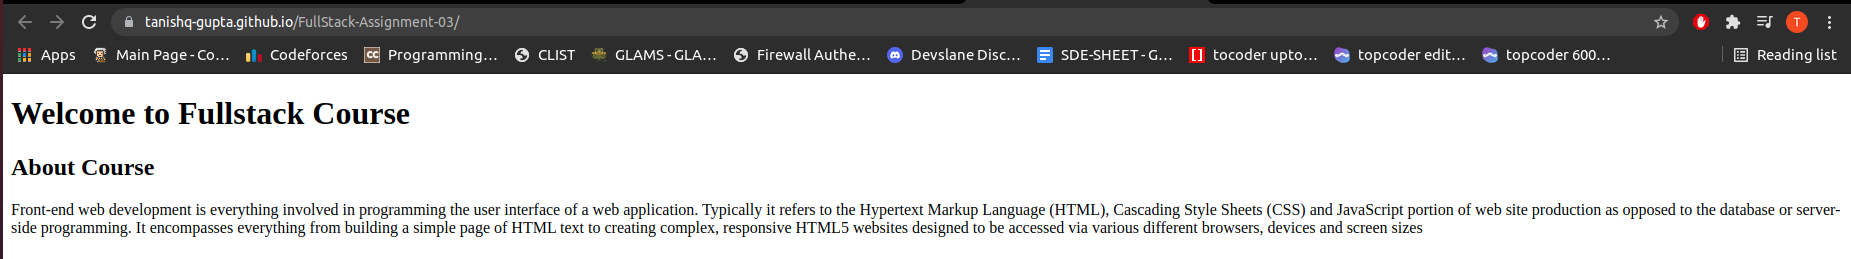 tanishq-gupta.github.io/FullStack-Assignment-03/
T
Apps Main Page - Co... Codeforces CC Programming... CLIST GLAMS - GLA... Firewall Authe... Devslane Disc... SDE-SHEET - G... [] tocoder upto... topcoder edit... topcoder 600... Reading list
Welcome to Fullstack Course
About Course
Front-end web development is everything involved in programming the user interface of a web application. Typically it refers to the Hypertext Markup Language (HTML), Cascading Style Sheets (CSS) and JavaScript portion of web site production as opposed to the database or server-
side programming. It encompasses everything from building a simple page of HTML text to creating complex, responsive HTML5 websites designed to be accessed via various different browsers, devices and screen sizes